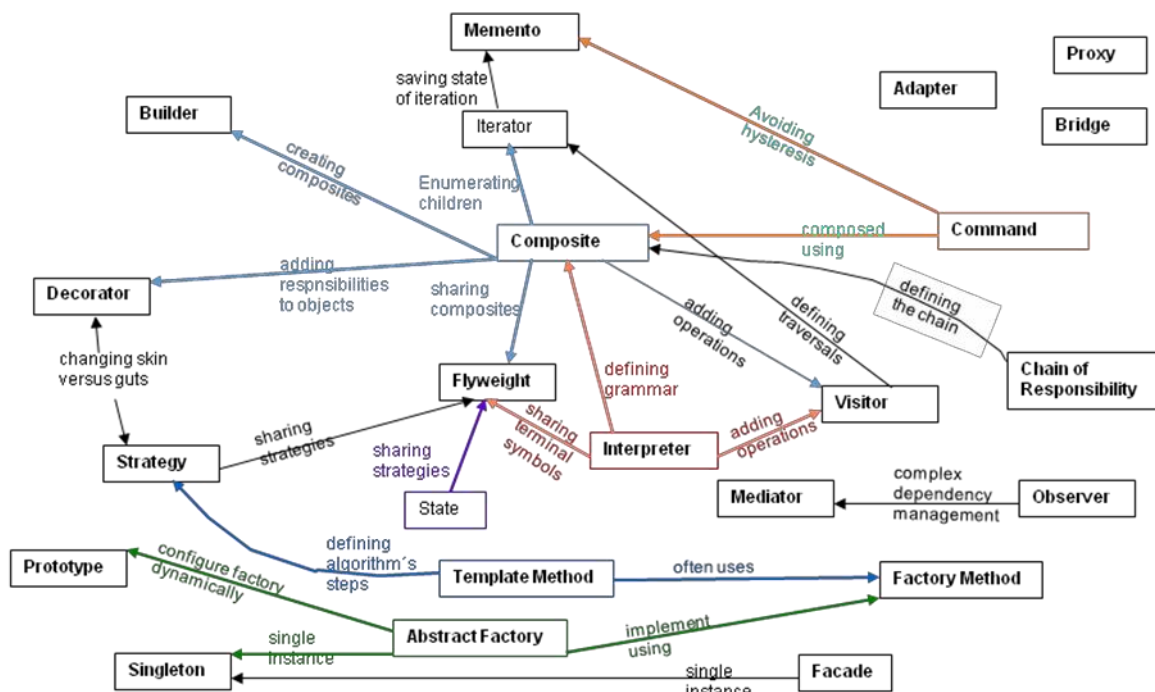 Memento
Proxy
saving state
of iteration
Adapter
Builder
Iterator
Avoiding
hysteresis
Bridge
creating
composites
Enumerating
children
Composite
composed
using
Command
adding
respnsibilities
to objects
sharing
composites
adding
operations
defining
traversals
defining
the chain
Decorator
changing skin
versus guts
Flyweight
defining
grammar
Visitor
Chain of
Responsibility
sharing
strategies
sharing
terminal
symbols
adding
operations
Strategy
sharing
strategies
Interpreter
State
Mediator
complex
dependency
management
Observer
Prototype
configure factory
dynamically
defining
algorithm´s
steps
Template Method
often uses
Factory Method
Abstract Factory
implement
using
single
Instance
Singleton
single
instance
Facade